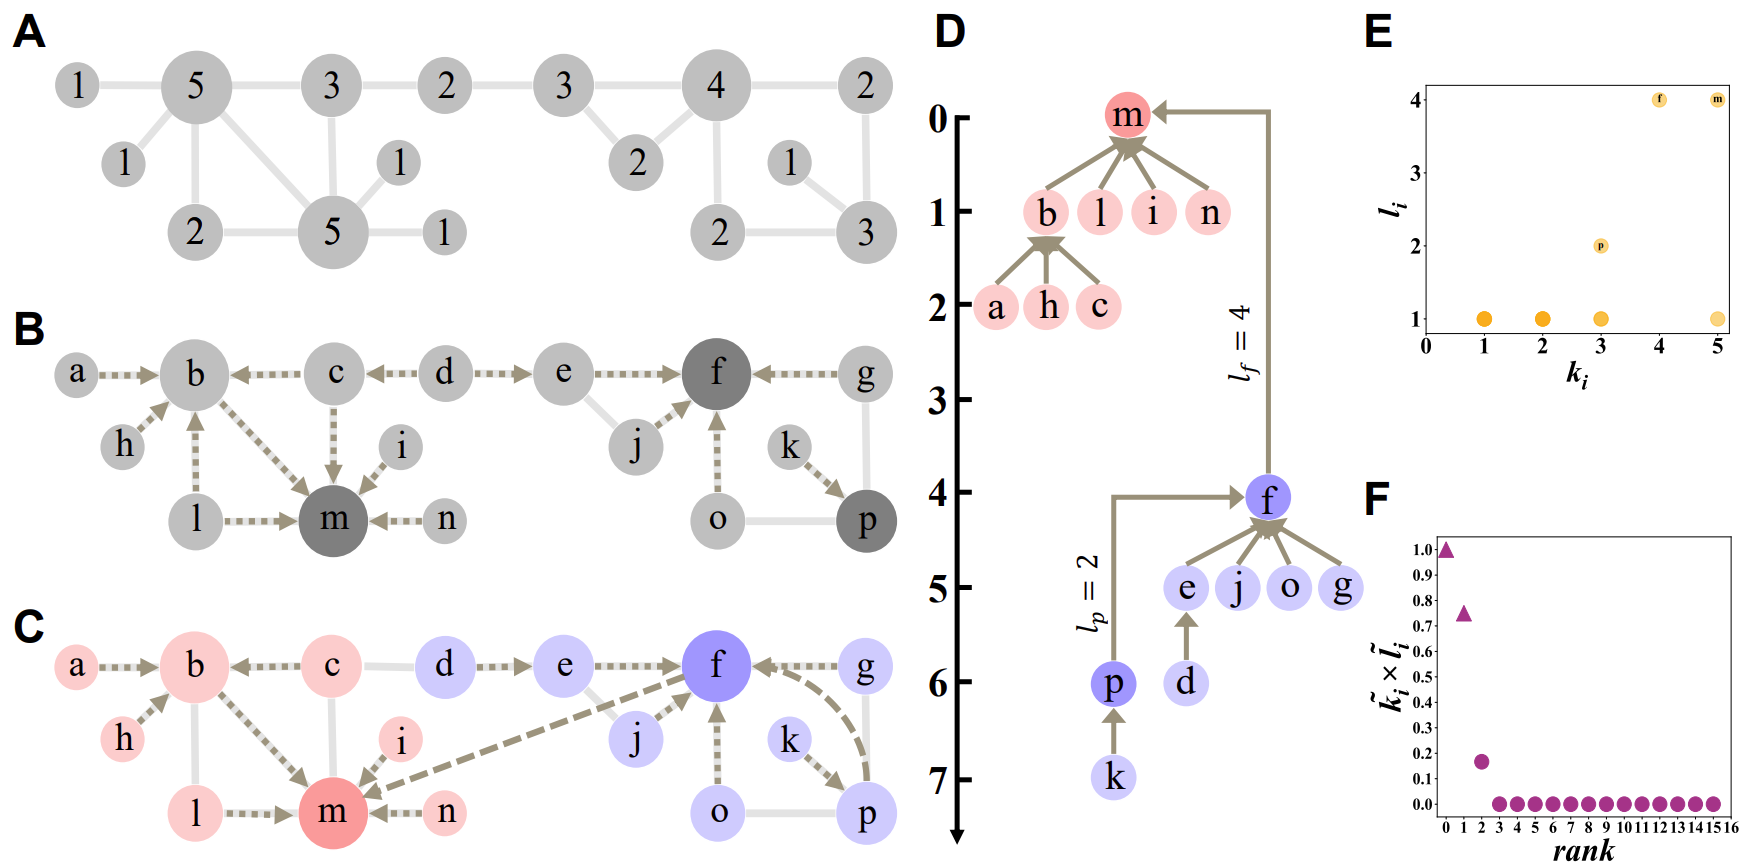 A
1 5 3 2 3 4 2
1 1 2 1
2 5 1 2 3
B
a b c d e f g
h i j k
l m n o p
C
a b c d e f g
h i j k
l m n o p
D
0 m
1 b l i n
2 a h c
3
l_f = 4
4 f
5 e j o g
l_p = 2
6 p d
7 k
E
4 f m
3
l_i
2 p
1
0 1 2 3 4 5
k_i
F
1.0
0.9
0.8
0.7
0.6
0.5
0.4
0.3
0.2
0.1
0.0
k̃_i × l̃_i
0 1 2 3 4 5 6 7 8 9 10 11 12 13 14 15 16
rank